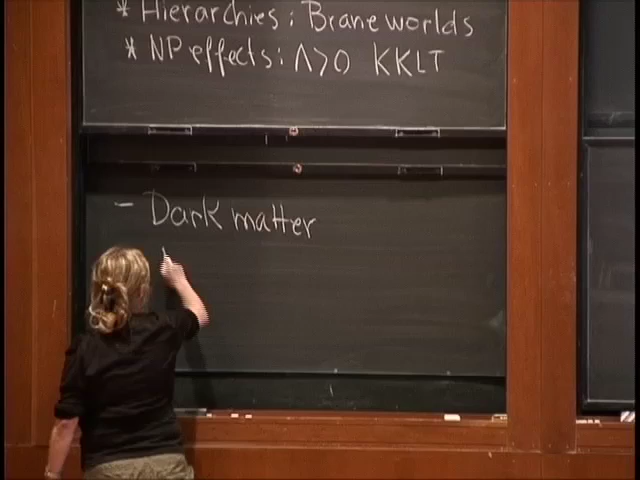 * Hierarchies: Braneworlds
* NP effects: Λ>0 KKLT
- Dark matter